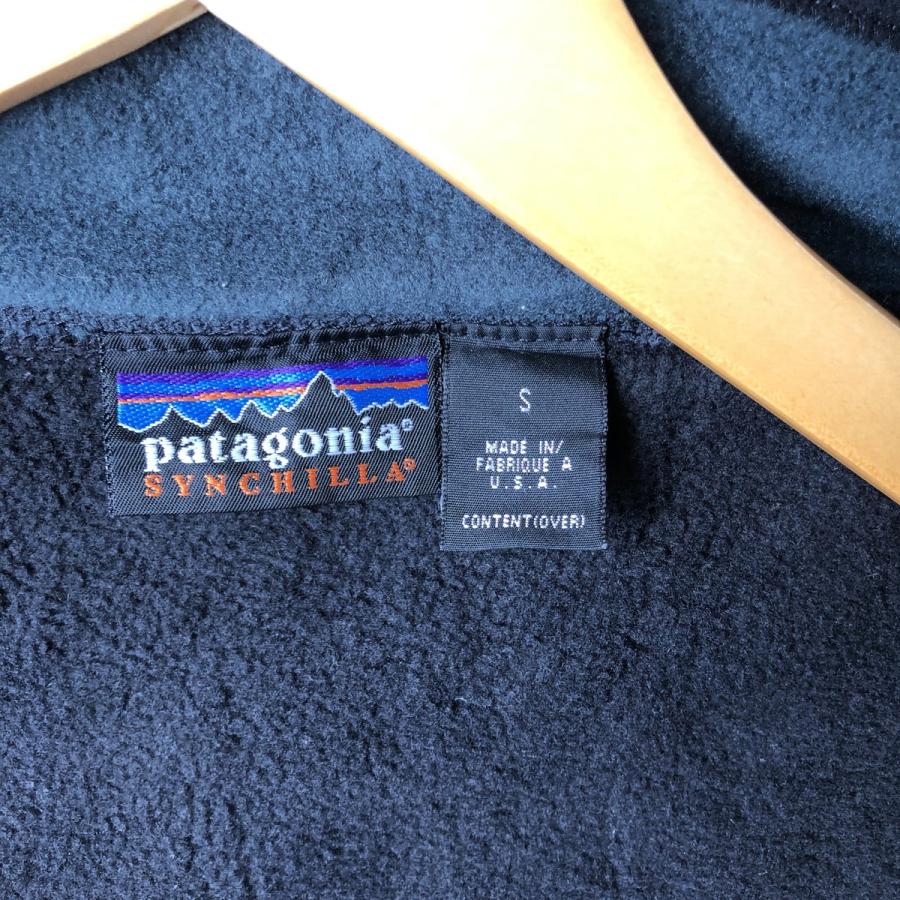 patagonia®
SYNCHILLA®
S
MADE IN/
FABRIQUE A
U.S.A.
CONTENT(OVER)